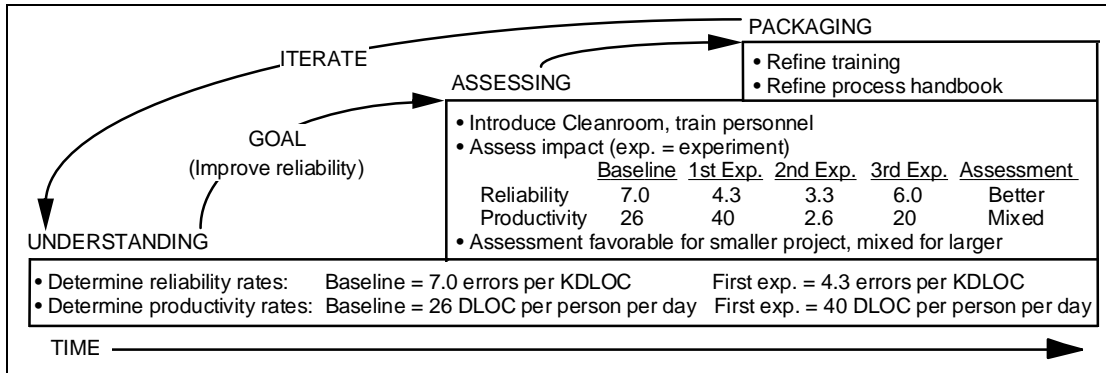 PACKAGING
• Refine training
• Refine process handbook
ITERATE
ASSESSING
• Introduce Cleanroom, train personnel
• Assess impact (exp. = experiment)
Baseline 1st Exp. 2nd Exp. 3rd Exp. Assessment
Reliability 7.0 4.3 3.3 6.0 Better
Productivity 26 40 2.6 20 Mixed
• Assessment favorable for smaller project, mixed for larger
GOAL
(Improve reliability)
UNDERSTANDING
• Determine reliability rates: Baseline = 7.0 errors per KDLOC First exp. = 4.3 errors per KDLOC
• Determine productivity rates: Baseline = 26 DLOC per person per day First exp. = 40 DLOC per person per day
TIME